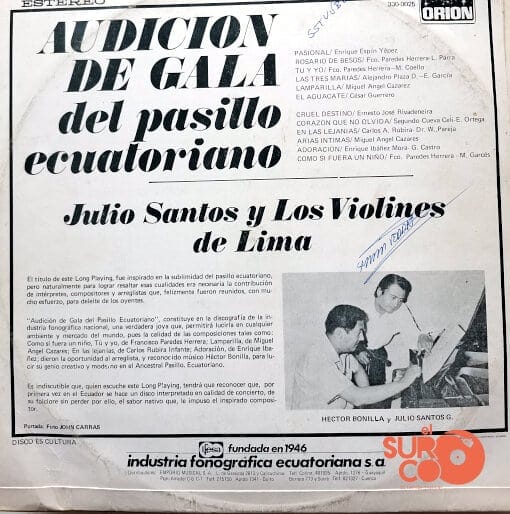 ESTEREO
330-0025
ORION
AUDICION
DE GALA
del pasillo
ecuatoriano
PASIONAL/ Enrique Espín Yépez
ROSARIO DE BESOS/ Fco. Paredes Herrera-L. Parra
TU Y YO/ Fco. Paredes Herrera-M. Coello
LAS TRES MARIAS/ Alejandro Plaza D.-E. García
LAMPARILLA/ Miguel Angel Cazarez
EL AGUACATE/ César Guerrero
CRUEL DESTINO/ Ernesto José Rivadeneira
CORAZON QUE NO OLVIDA/ Segundo Cueva Celi-E. Ortega
EN LAS LEJANIAS/ Carlos A. Rubira- Dr. W. Pareja
ARIAS INTIMAS/ Miguel Angel Cazares
ADORACION/ Enrique Ibáñez Mora- G. Castro
COMO SI FUERA UN NIÑO/ Fco. Paredes Herrera -M. Garcés
Julio Santos y Los Violines
de Lima
El título de este Long Playing, fue inspirado en la sublimidad del pasillo ecuatoriano,
pero naturalmente para lograr resaltar esas cualidades era necesaria la contribución
de intérpretes, compositores y arreglistas que, felizmente fueron reunidos, con mu-
cho esfuerzo, para deleite de los oyentes.
"Audición de Gala del Pasillo Ecuatoriano", constituye en la discografía de la in-
dustria fonográfica nacional, una verdadera joya que, permitirá lucirla en cualquier
ambiente y mercado del mundo, pues la calidad de las composiciones tales como:
Como si fuera un niño, Tú y yo, de Francisco Paredes Herrera; Lamparilla, de Miguel
Angel Cazares; En las lejanías, de Carlos Rubira Infante; Adoración, de Enrique Iba-
ñez; dieron la oportunidad al arreglista, y reconocido músico Héctor Bonilla, para lu-
cir su genio creativo y modismo en el Ancestral Pasillo. Ecuatoriano.
Es indiscutible que, quien escuche este Long Playing, tendrá que reconocer que, por
primera vez en el Ecuador se hace un disco interpretado en calidad de concierto, de
su folclore sin perder por ello, el sabor nativo que, le impuso el inspirado compo-
sitor.
Portada: Foto JOHN CARRAS
HECTOR BONILLA y JULIO SANTOS G.
DISCO ES CULTURA
ifesa fundada en 1946
industria fonográfica ecuatoriana s.a.
el
SURCO